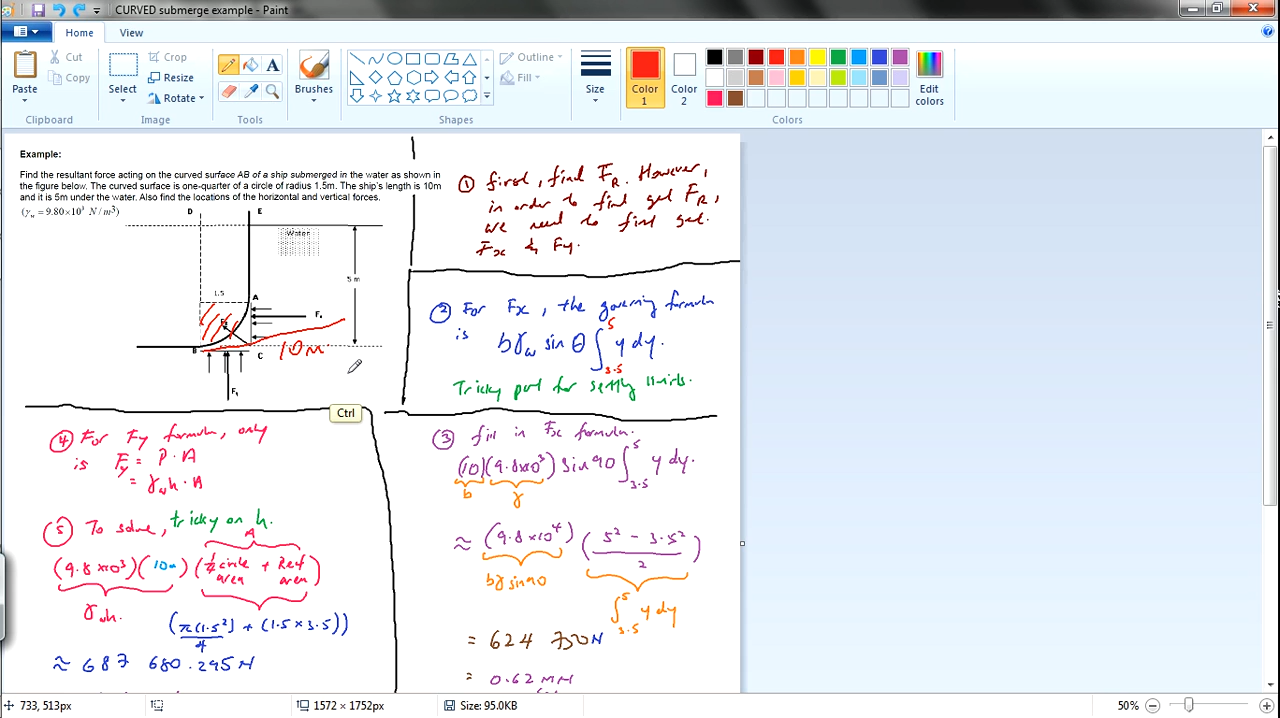 CURVED submerge example - Paint
Home
View
Paste
Cut
Copy
Clipboard
Select
Crop
Resize
Rotate
Image
A
Tools
Brushes
Shapes
Outline
Fill
Size
Color 1
Color 2
Edit colors
Colors
Example:
Find the resultant force acting on the curved surface AB of a ship submerged in the water as shown in
the figure below. The curved surface is one-quarter of a circle of radius 1.5m. The ship's length is 10m
and it is 5m under the water. Also find the locations of the horizontal and vertical forces.
(γw = 9.80×10³ N/m³)
D
E
Water
5 m
1.5
A
10m
B
C
① first, find FR. However,
in order to find get FR,
we need to find get
Fx & Fy.
② For Fx, the governing formula
is bγw sin θ ∫ 3.5 5 y dy.
Tricky part for setting limits.
Ctrl
④ For Fy formula, only
is Fy = P·A
= γwh·A
⑤ To solve, tricky on h.
A
(9.8×10³)(10m)(¼ circle area + Rect area)
γwh.
(π(1.5²)/4 + (1.5×3.5))
≈ 687 680.295N
③ fill in Fx formula.
(10)(9.8×10³) sin 90 ∫ 3.5 5 y dy.
b γ
≈ (9.8×10⁴) (5² - 3.5²)/2
bγ sin 90
∫ 3.5 5 y dy
= 624 750N
= 0.62 MN
733, 513px
1572 × 1752px
Size: 95.0KB
50%